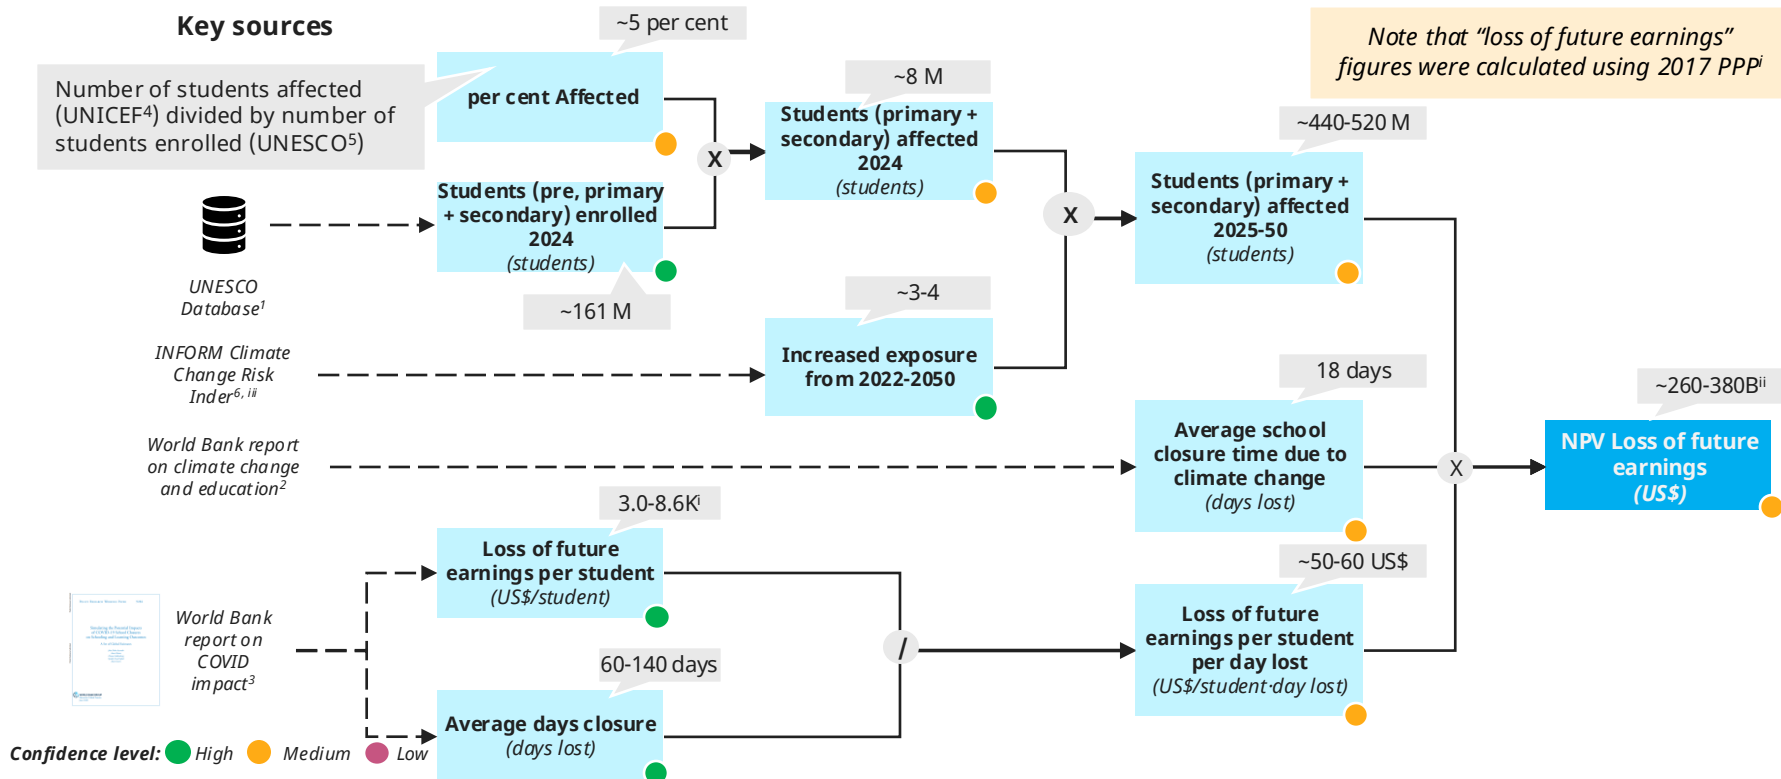 Key sources
~5 per cent
Note that “loss of future earnings”
figures were calculated using 2017 PPPⁱ
Number of students affected
(UNICEF⁴) divided by number of
students enrolled (UNESCO⁵)
per cent Affected
~8 M
Students (primary +
secondary) affected
2024
(students)
~440-520 M
X
Students (pre, primary
+ secondary) enrolled
2024
(students)
Students (primary +
secondary) affected
2025-50
(students)
X
UNESCO
Database¹
~161 M
~3-4
INFORM Climate
Change Risk
Inder⁶, ⁱⁱⁱ
Increased exposure
from 2022-2050
18 days
~260-380Bⁱⁱ
World Bank report
on climate change
and education²
Average school
closure time due to
climate change
(days lost)
X
NPV Loss of future
earnings
(US$)
3.0-8.6Kⁱ
Loss of future
earnings per student
(US$/student)
~50-60 US$
World Bank
report on
COVID
impact³
60-140 days
/
Loss of future
earnings per student
per day lost
(US$/student·day lost)
Average days closure
(days lost)
Confidence level: High Medium Low